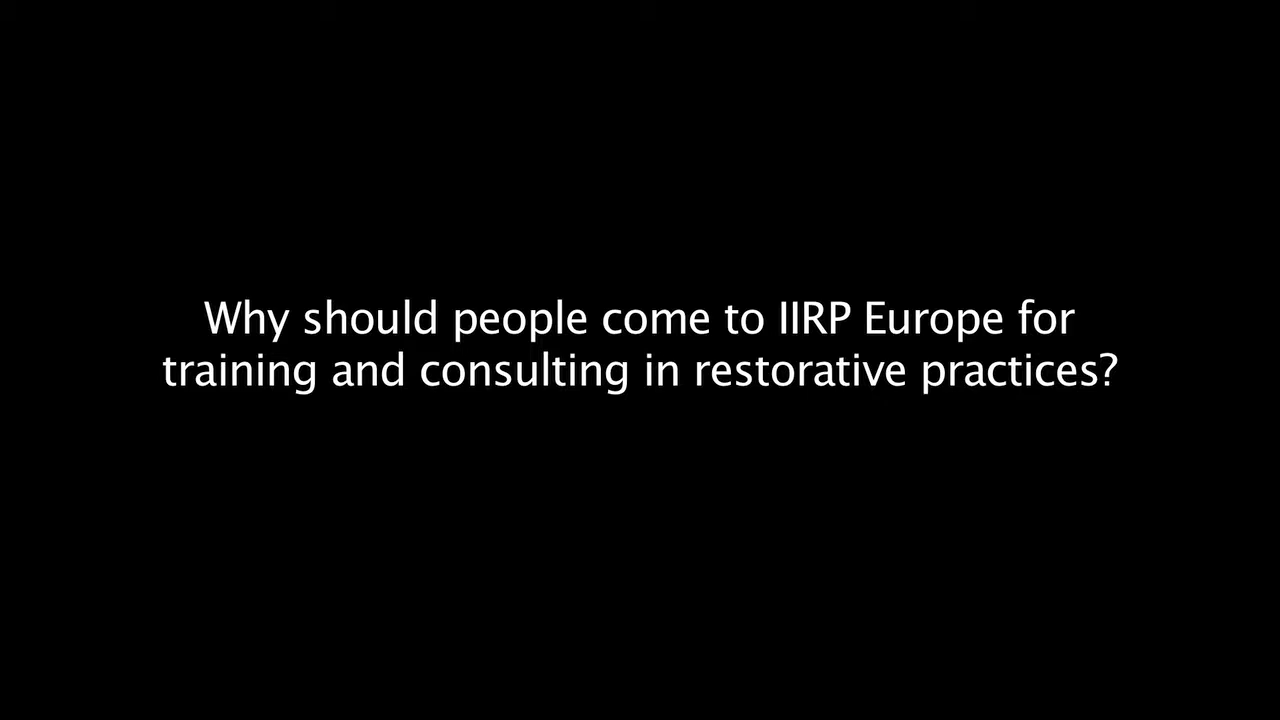 Why should people come to IIRP Europe for
training and consulting in restorative practices?